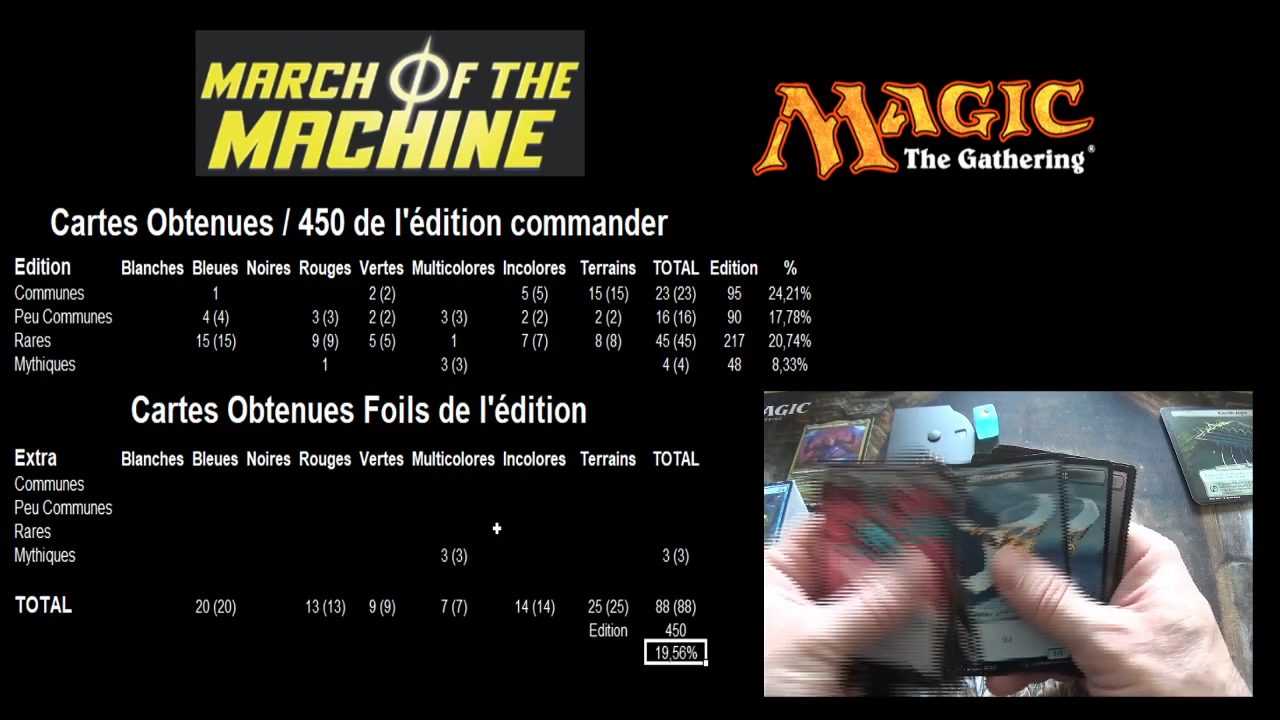 MARCH OF THE
MACHINE
MAGIC
The Gathering®
Cartes Obtenues / 450 de l'édition commander
Edition Blanches Bleues Noires Rouges Vertes Multicolores Incolores Terrains TOTAL Edition %
Communes 1 2 (2) 5 (5) 15 (15) 23 (23) 95 24,21%
Peu Communes 4 (4) 3 (3) 2 (2) 3 (3) 2 (2) 2 (2) 16 (16) 90 17,78%
Rares 15 (15) 9 (9) 5 (5) 1 7 (7) 8 (8) 45 (45) 217 20,74%
Mythiques 1 3 (3) 4 (4) 48 8,33%
Cartes Obtenues Foils de l'édition
Extra Blanches Bleues Noires Rouges Vertes Multicolores Incolores Terrains TOTAL
Communes
Peu Communes
Rares
Mythiques 3 (3) 3 (3)
TOTAL 20 (20) 13 (13) 9 (9) 7 (7) 14 (14) 25 (25) 88 (88)
Edition 450
19,56%